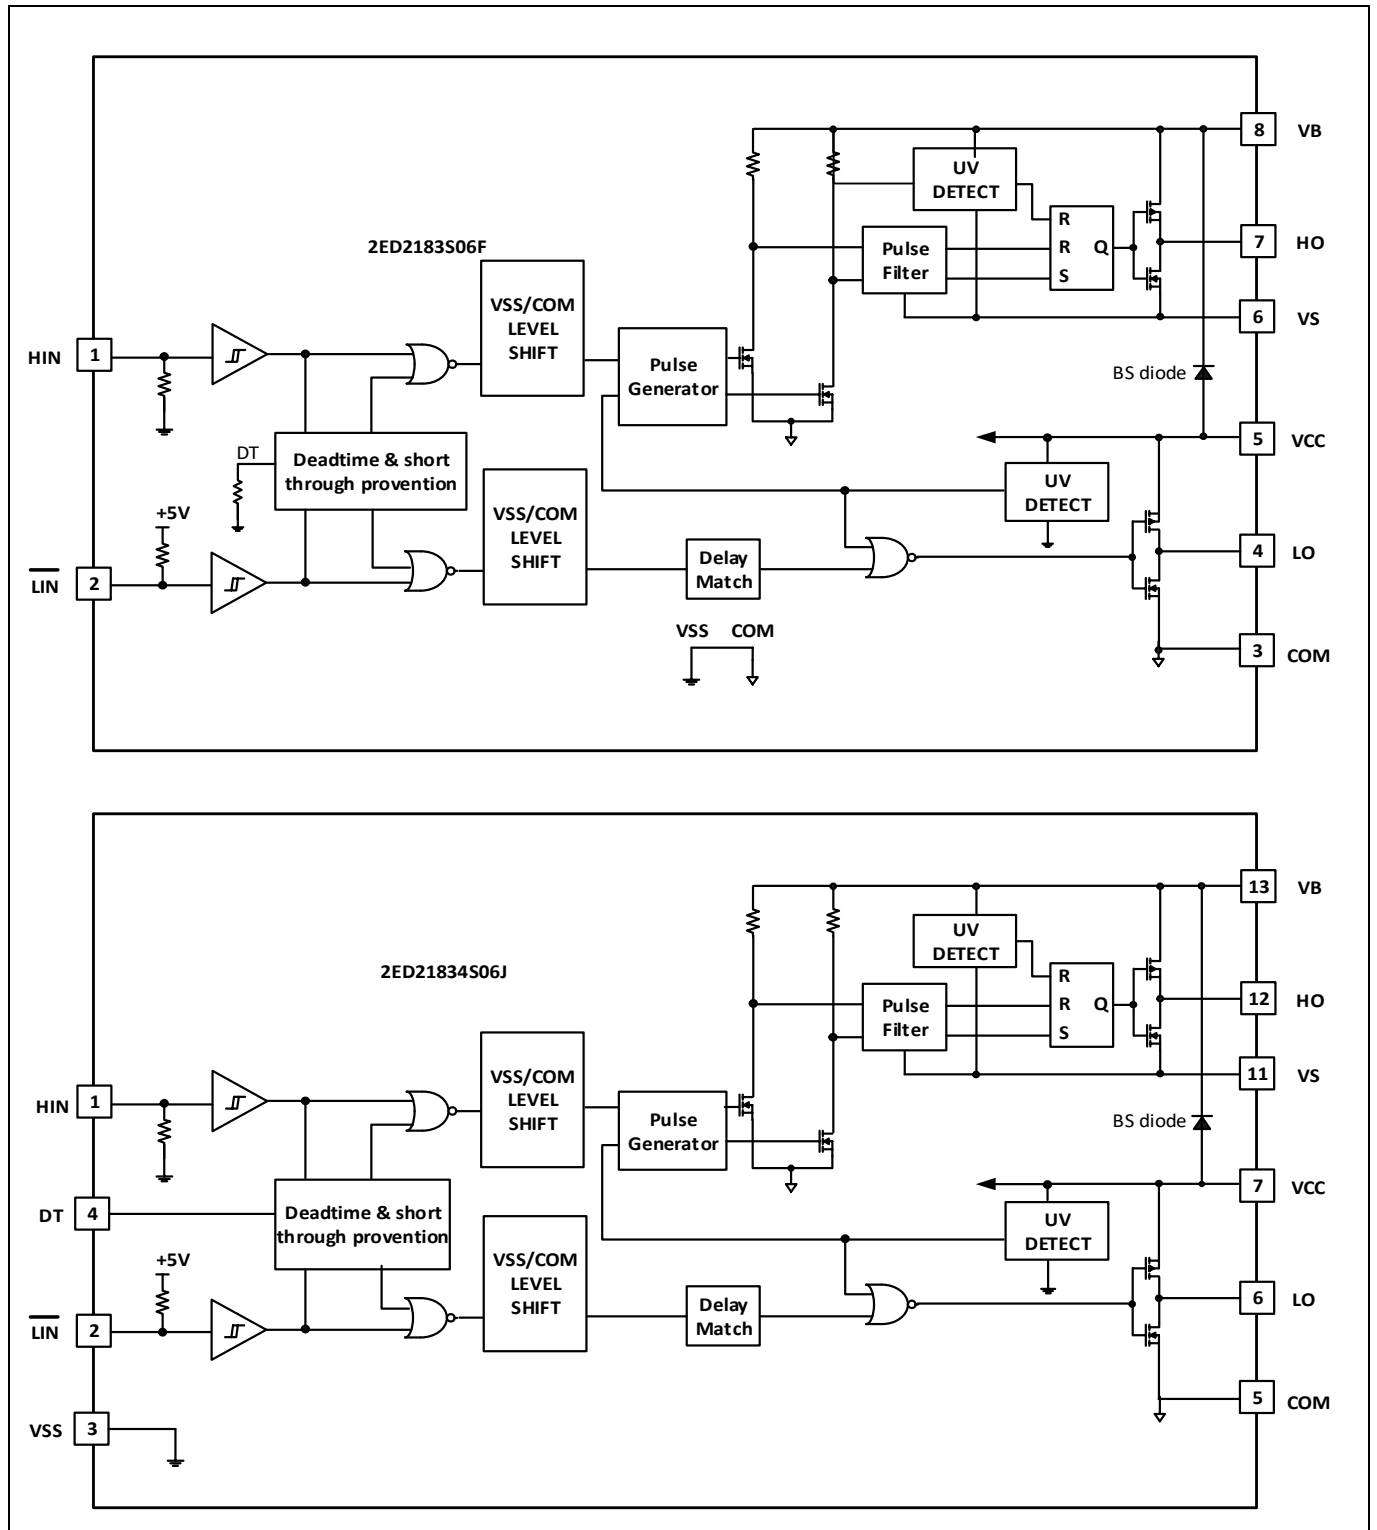 8 VB
UV
DETECT
R
2ED2183S06F
Pulse
Filter
R Q
S
7 HO
VSS/COM
LEVEL
SHIFT
6 VS
HIN 1
Pulse
Generator
BS diode
5 VCC
DT
Deadtime & short
through provention
UV
DETECT
+5V
VSS/COM
LEVEL
SHIFT
Delay
Match
4 LO
LIN 2
VSS COM
3 COM
13 VB
UV
DETECT
R
2ED21834S06J
Pulse
Filter
R Q
S
12 HO
VSS/COM
LEVEL
SHIFT
11 VS
HIN 1
Pulse
Generator
BS diode
7 VCC
DT 4
Deadtime & short
through provention
UV
DETECT
+5V
VSS/COM
LEVEL
SHIFT
Delay
Match
6 LO
LIN 2
5 COM
VSS 3